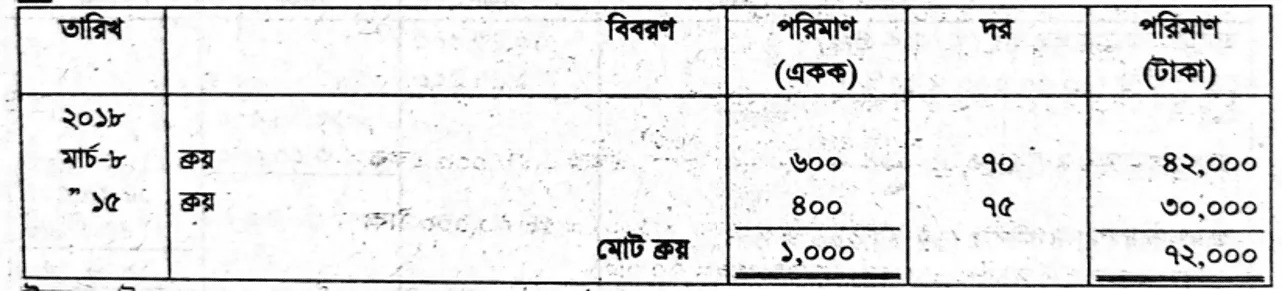 তারিখ বিবরণ পরিমাণ (একক) দর পরিমাণ (টাকা)
২০১৮
মার্চ-৮ ক্রয় ৬০০ ৭০ ৪২,০০০
” ১৫ ক্রয় ৪০০ ৭৫ ৩০,০০০
মোট ক্রয় ১,০০০ ৭২,০০০